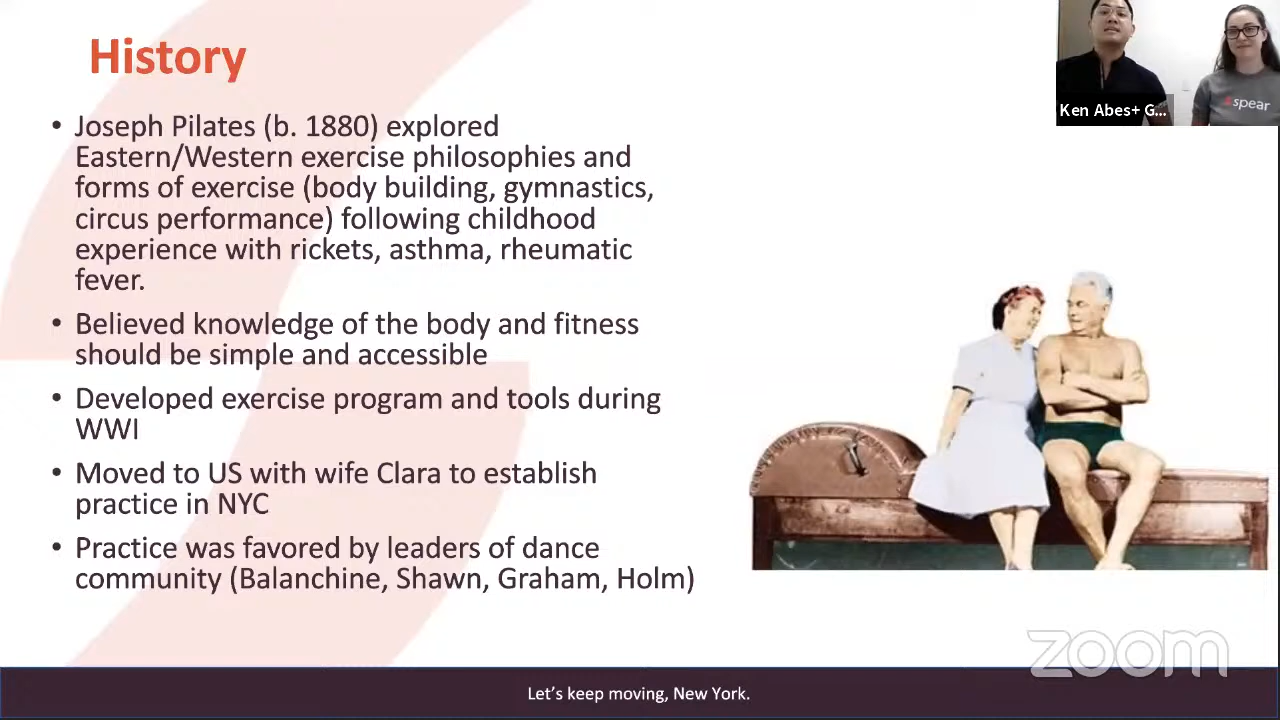 History
• Joseph Pilates (b. 1880) explored
Eastern/Western exercise philosophies and
forms of exercise (body building, gymnastics,
circus performance) following childhood
experience with rickets, asthma, rheumatic
fever.
• Believed knowledge of the body and fitness
should be simple and accessible
• Developed exercise program and tools during
WWI
• Moved to US with wife Clara to establish
practice in NYC
• Practice was favored by leaders of dance
community (Balanchine, Shawn, Graham, Holm)
Ken Abes+ G...
spear
zoom
Let's keep moving, New York.